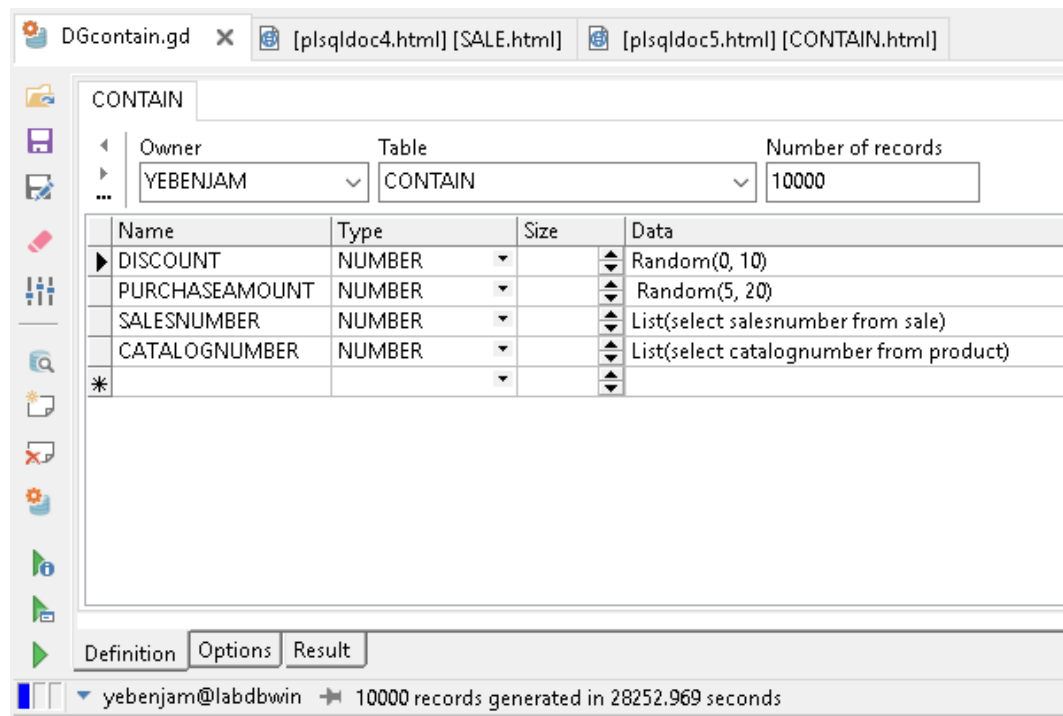 DGcontain.gd [plsqldoc4.html] [SALE.html] [plsqldoc5.html] [CONTAIN.html]
CONTAIN
Owner Table Number of records
YEBENJAM CONTAIN 10000
Name Type Size Data
DISCOUNT NUMBER Random(0, 10)
PURCHASEAMOUNT NUMBER Random(5, 20)
SALESNUMBER NUMBER List(select salesnumber from sale)
CATALOGNUMBER NUMBER List(select catalognumber from product)
Definition Options Result
yebenjam@labdbwin 10000 records generated in 28252.969 seconds